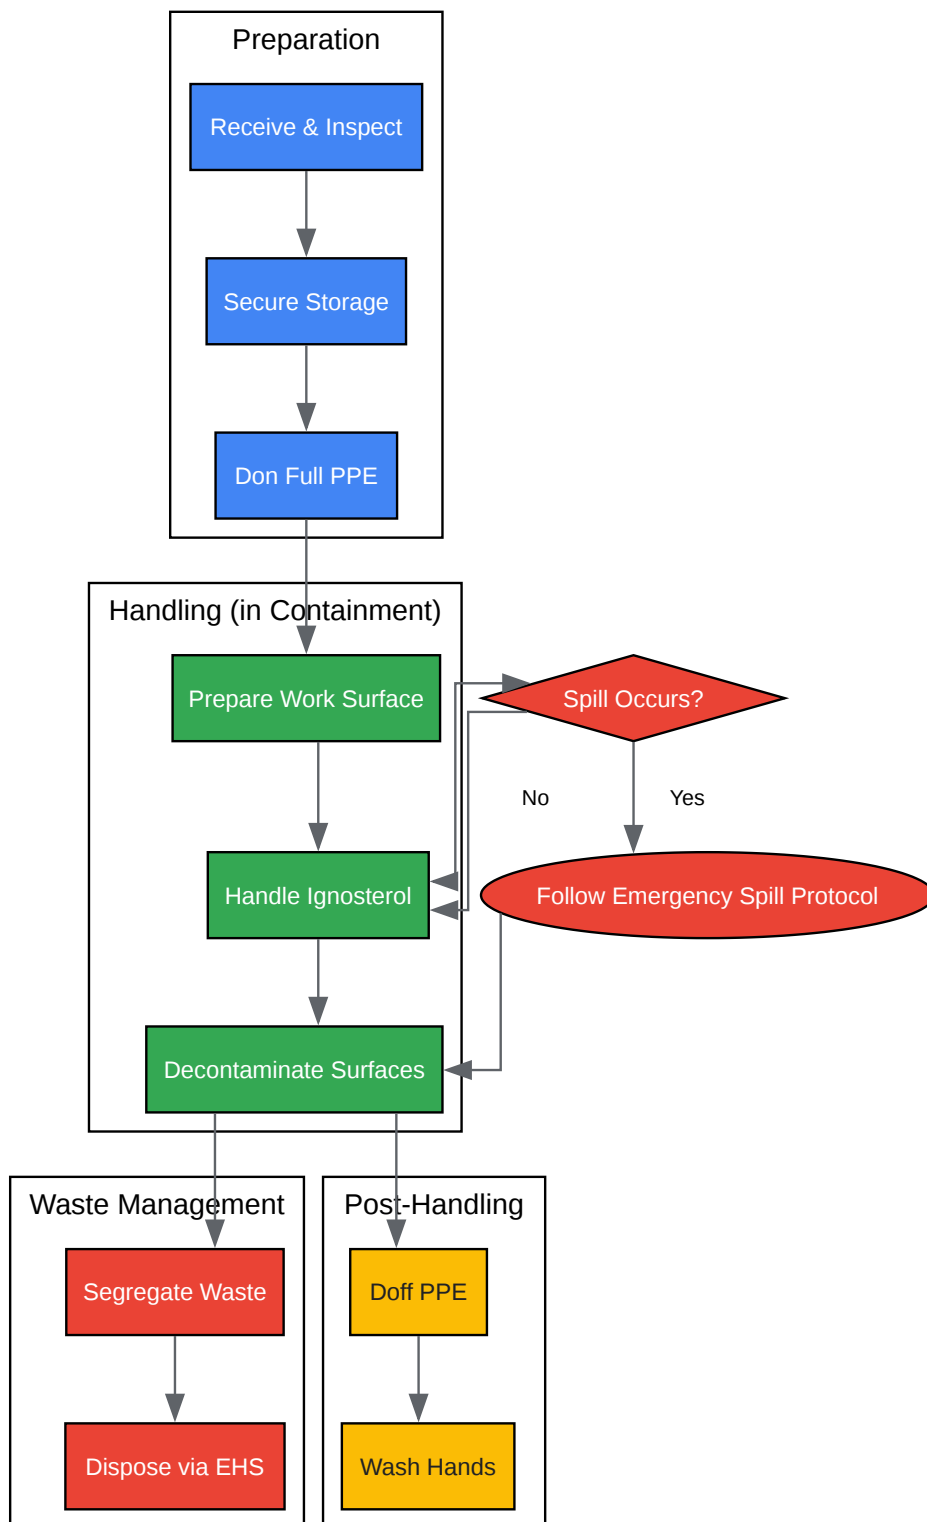 Preparation
Receive & Inspect
Secure Storage
Don Full PPE
Handling (in Containment)
Prepare Work Surface
Spill Occurs?
No
Yes
Handle Ignosterol
Follow Emergency Spill Protocol
Decontaminate Surfaces
Waste Management
Segregate Waste
Dispose via EHS
Post-Handling
Doff PPE
Wash Hands